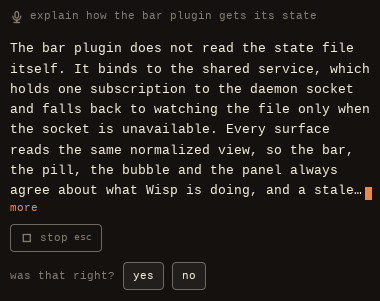 explain how the bar plugin gets its state
The bar plugin does not read the state file
itself. It binds to the shared service, which
holds one subscription to the daemon socket
and falls back to watching the file only when
the socket is unavailable. Every surface
reads the same normalized view, so the bar,
the pill, the bubble and the panel always
agree about what Wisp is doing, and a stale…
more
stop esc
was that right? yes no